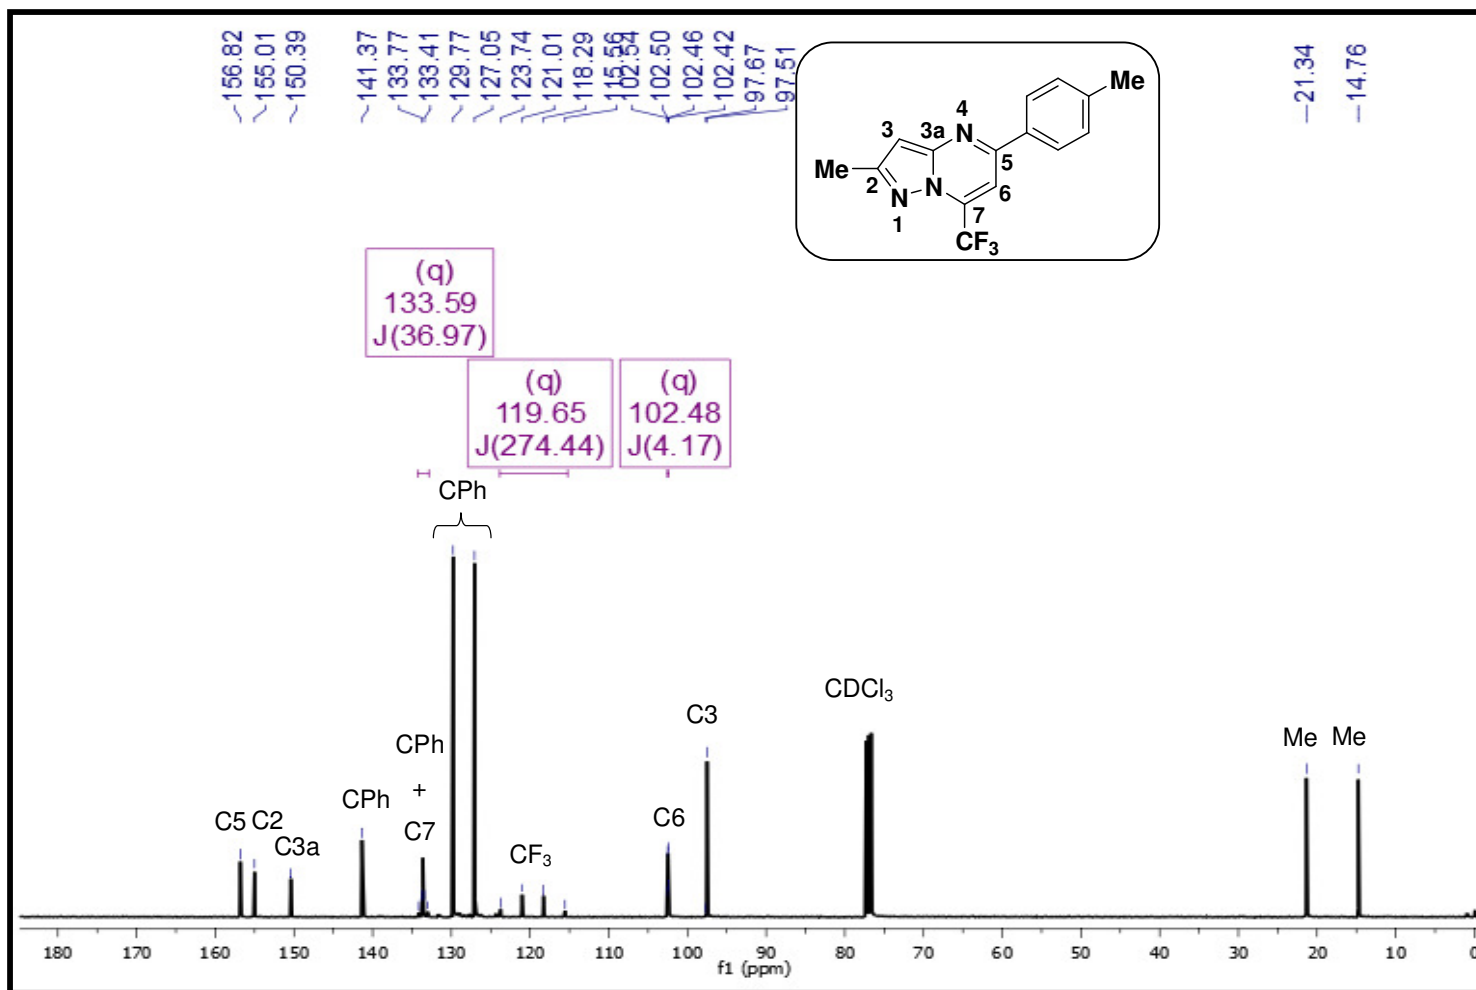 156.82
155.01
150.39
141.37
133.77
133.41
129.77
127.05
123.74
121.01
118.29
115.56
102.54
102.50
102.46
102.42
97.67
97.51
21.34
14.76
Me
N
4
3
3a
5
Me
2
N
6
N
1
7
CF₃
(q)
133.59
J(36.97)
(q)
119.65
J(274.44)
(q)
102.48
J(4.17)
CPh
CDCl₃
C3
CPh
+
C7
Me
Me
CPh
C5
C2
C3a
CF₃
C6
180 170 160 150 140 130 120 110 100 90 80 70 60 50 40 30 20 10 0
f1 (ppm)